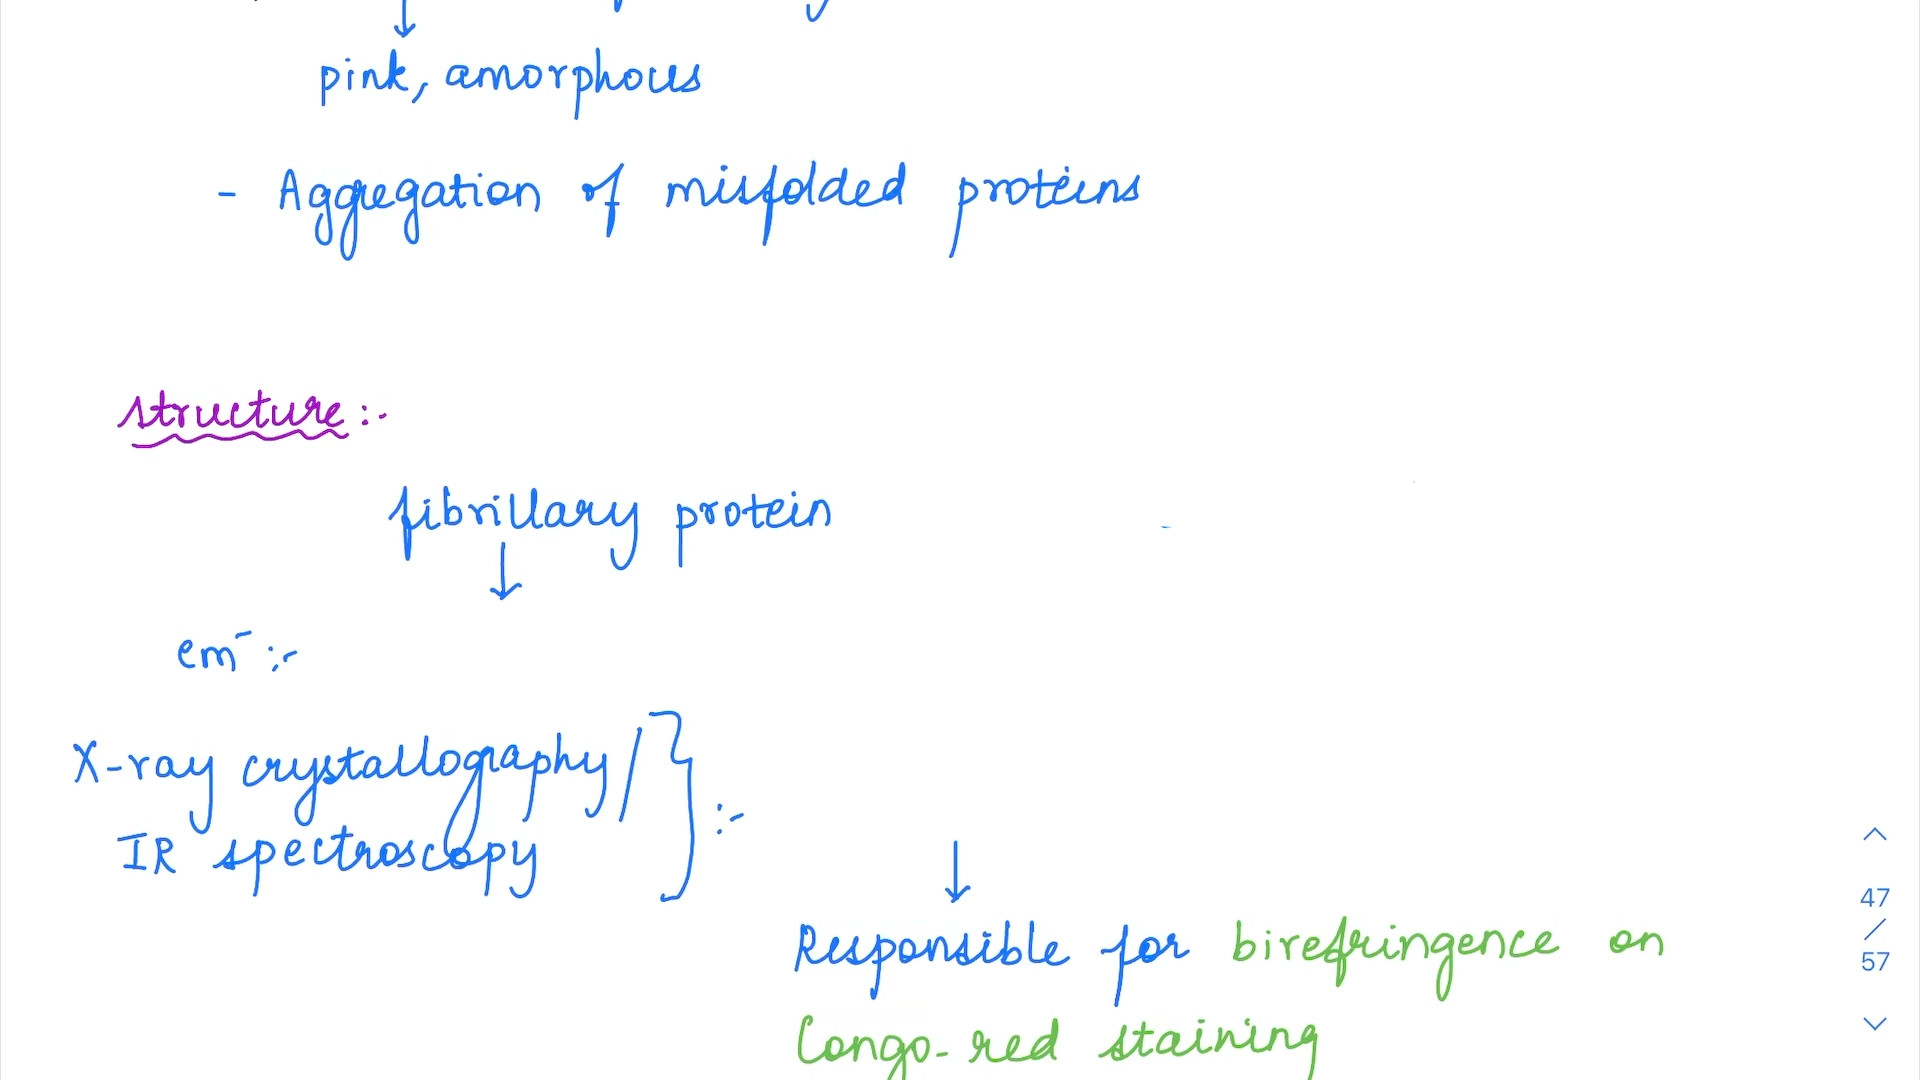 pink, amorphous
- Aggregation of misfolded proteins
structure :-
fibrillary protein
↓
em :-
X-ray crystallography /
IR spectroscopy
} :-
↓
Responsible for birefringence on
Congo-red staining
47
/
57